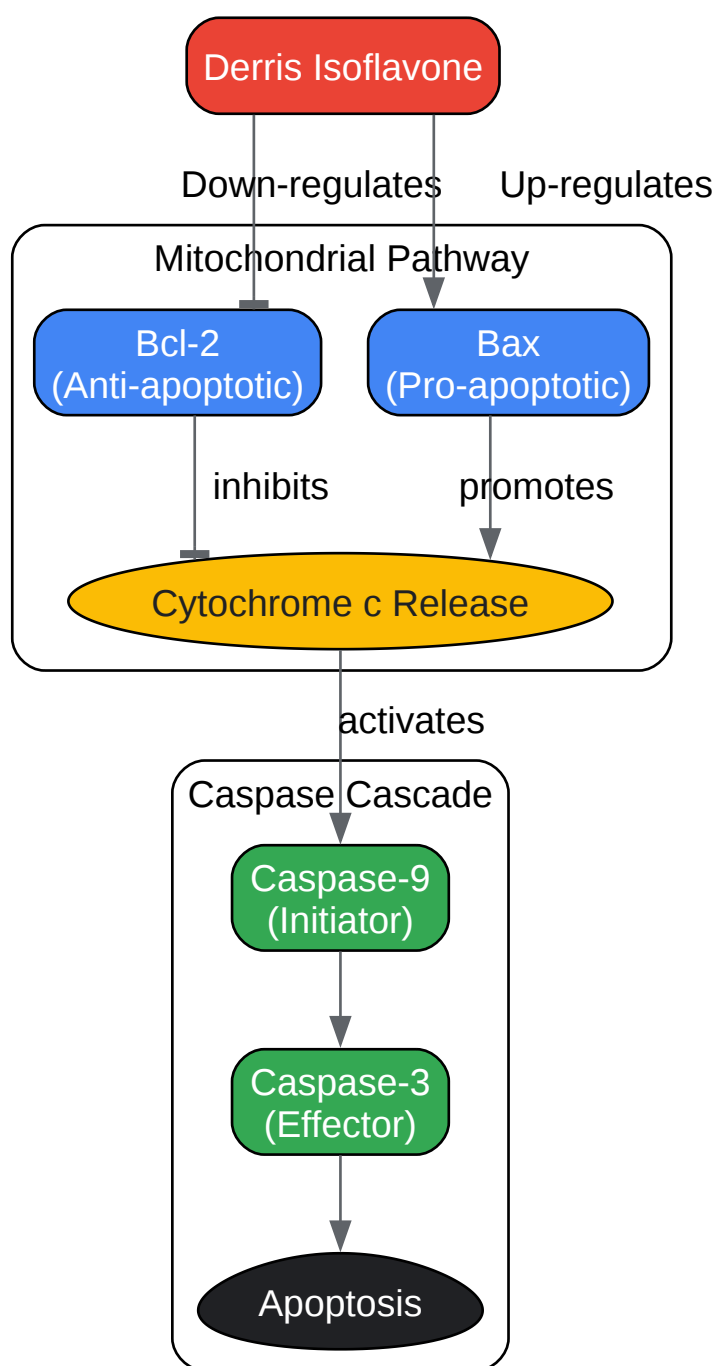 Derris Isoflavone
Down-regulates
Up-regulates
Mitochondrial Pathway
Bcl-2
(Anti-apoptotic)
Bax
(Pro-apoptotic)
inhibits
promotes
Cytochrome c Release
activates
Caspase Cascade
Caspase-9
(Initiator)
Caspase-3
(Effector)
Apoptosis